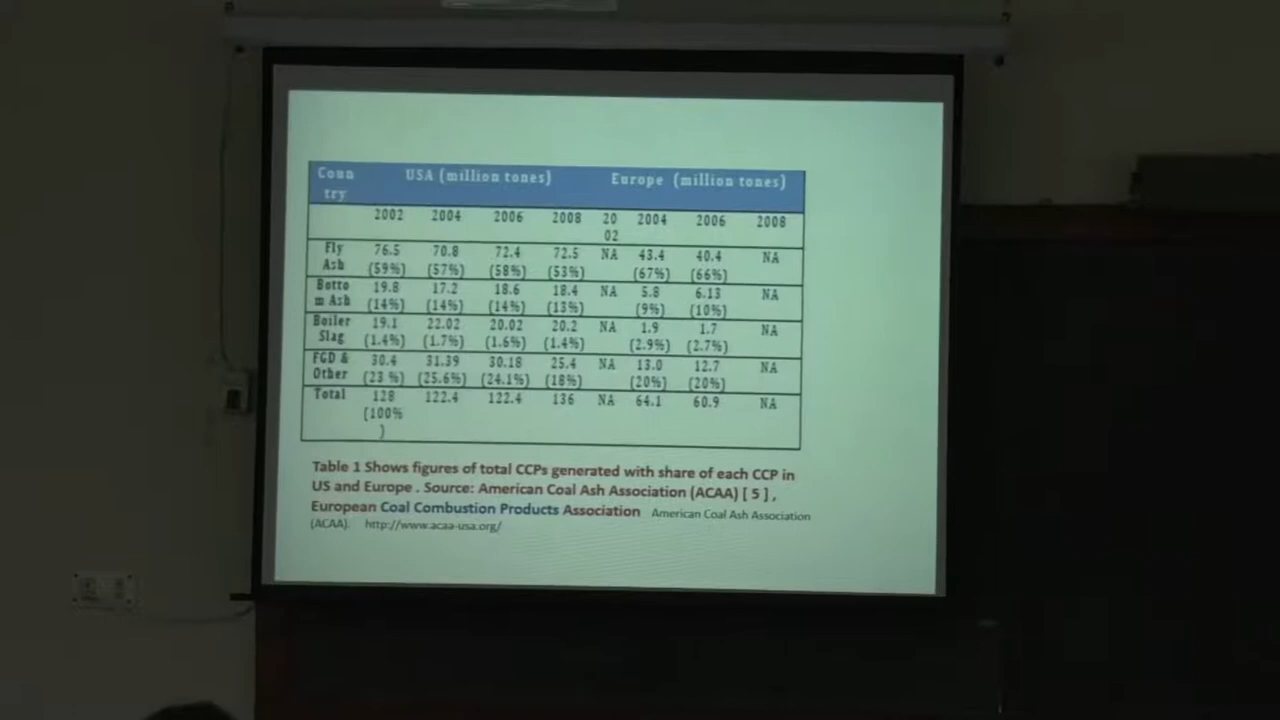 Coun USA (million tones) Europe (million tones)
try
2002 2004 2006 2008 20 2004 2006 2008
02
Fly 76.5 70.8 72.4 72.5 NA 43.4 40.4 NA
Ash (59%) (57%) (58%) (53%) (67%) (66%)
Botto 19.8 17.2 18.6 18.4 NA 5.8 6.13 NA
m Ash (14%) (14%) (14%) (13%) (9%) (10%)
Boiler 19.1 22.02 20.02 20.2 NA 1.9 1.7 NA
Slag (1.4%) (1.7%) (1.6%) (1.4%) (2.9%) (2.7%)
FGD & 30.4 31.39 30.18 25.4 NA 13.0 12.7 NA
Other (23 %) (25.6%) (24.1%) (18%) (20%) (20%)
Total 128 122.4 122.4 136 NA 64.1 60.9 NA
(100%
)
Table 1 Shows figures of total CCPs generated with share of each CCP in
US and Europe . Source: American Coal Ash Association (ACAA) [ 5 ] ,
European Coal Combustion Products Association American Coal Ash Association
(ACAA). http://www.acaa-usa.org/